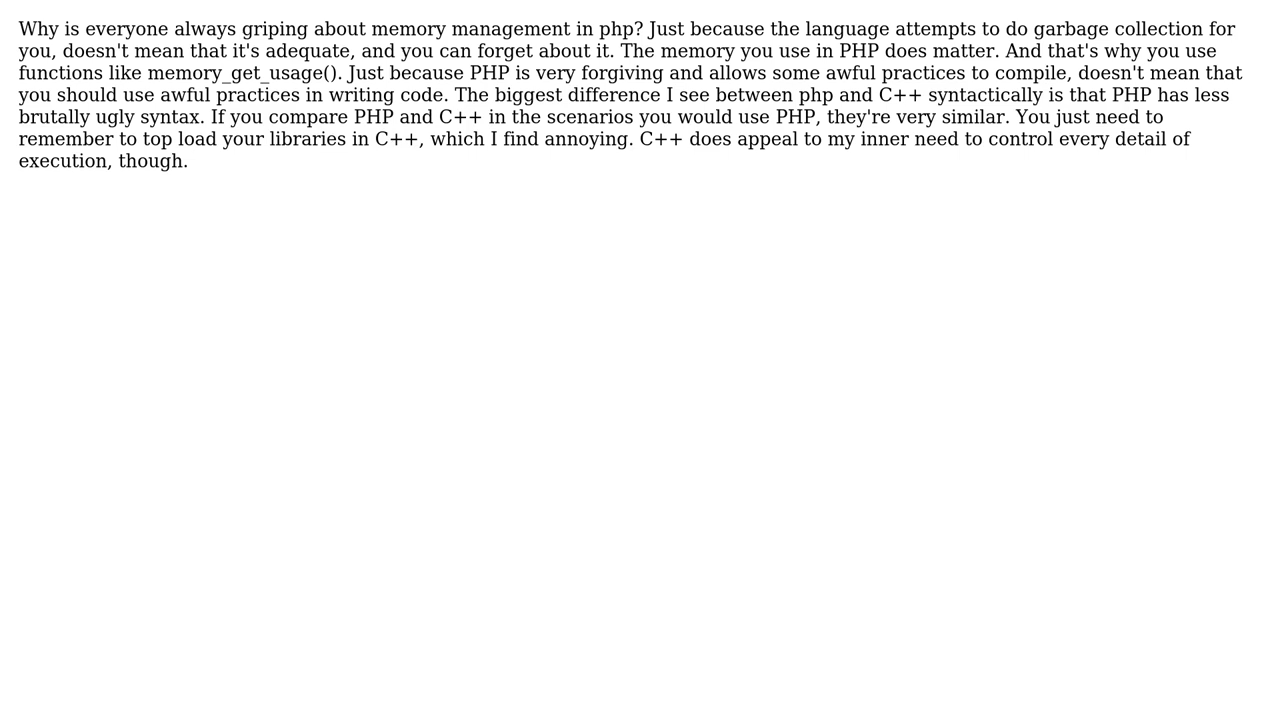 Why is everyone always griping about memory management in php? Just because the language attempts to do garbage collection for
you, doesn't mean that it's adequate, and you can forget about it. The memory you use in PHP does matter. And that's why you use
functions like memory_get_usage(). Just because PHP is very forgiving and allows some awful practices to compile, doesn't mean that
you should use awful practices in writing code. The biggest difference I see between php and C++ syntactically is that PHP has less
brutally ugly syntax. If you compare PHP and C++ in the scenarios you would use PHP, they're very similar. You just need to
remember to top load your libraries in C++, which I find annoying. C++ does appeal to my inner need to control every detail of
execution, though.